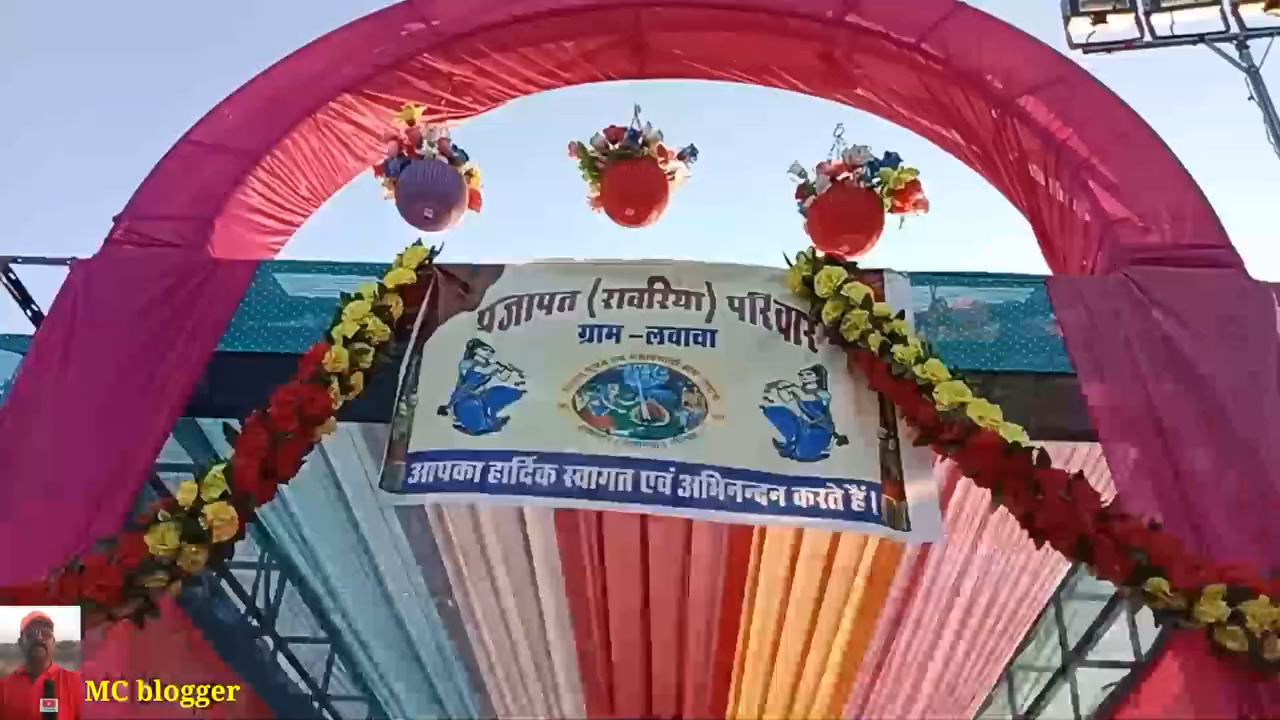 प्रजापत (रावरिया) परिवार
ग्राम –लवावा
आपका हार्दिक स्वागत एवं अभिनन्दन करते हैं।
MC blogger